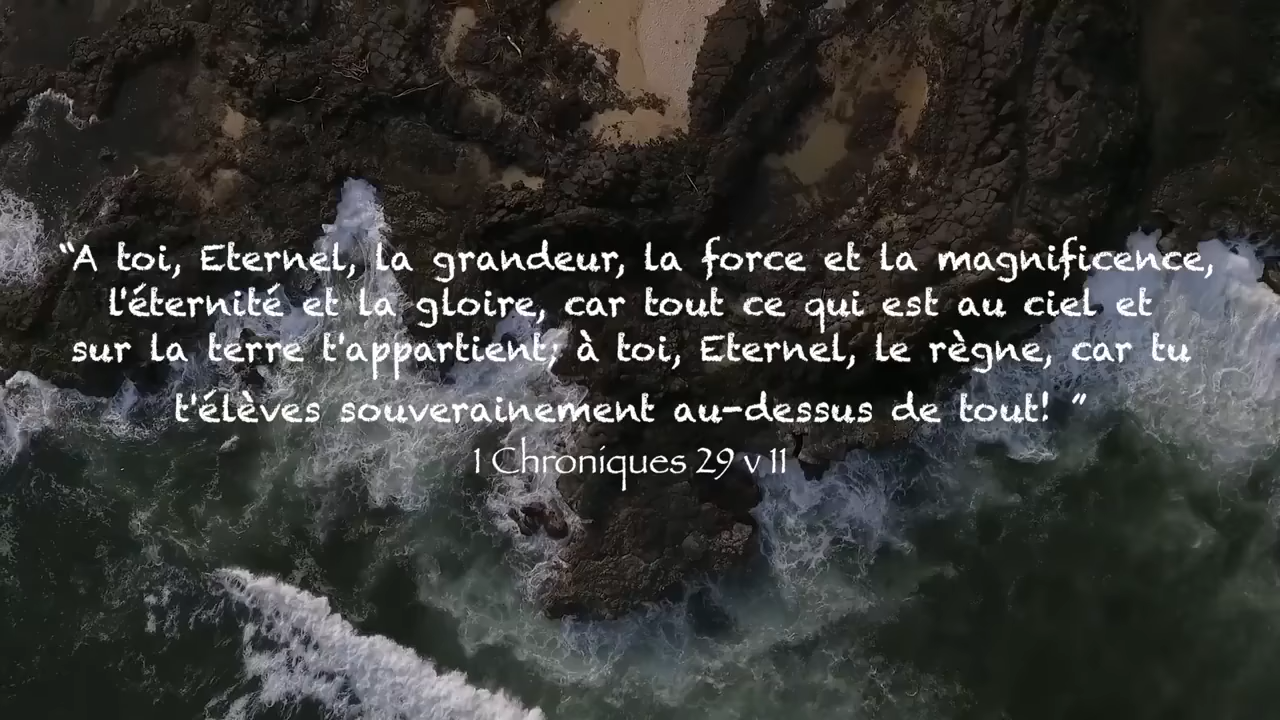 “A toi, Eternel, la grandeur, la force et la magnificence,
l'éternité et la gloire, car tout ce qui est au ciel et
sur la terre t'appartient; à toi, Eternel, le règne, car tu
t'élèves souverainement au-dessus de tout! ”
1 Chroniques 29 v 11